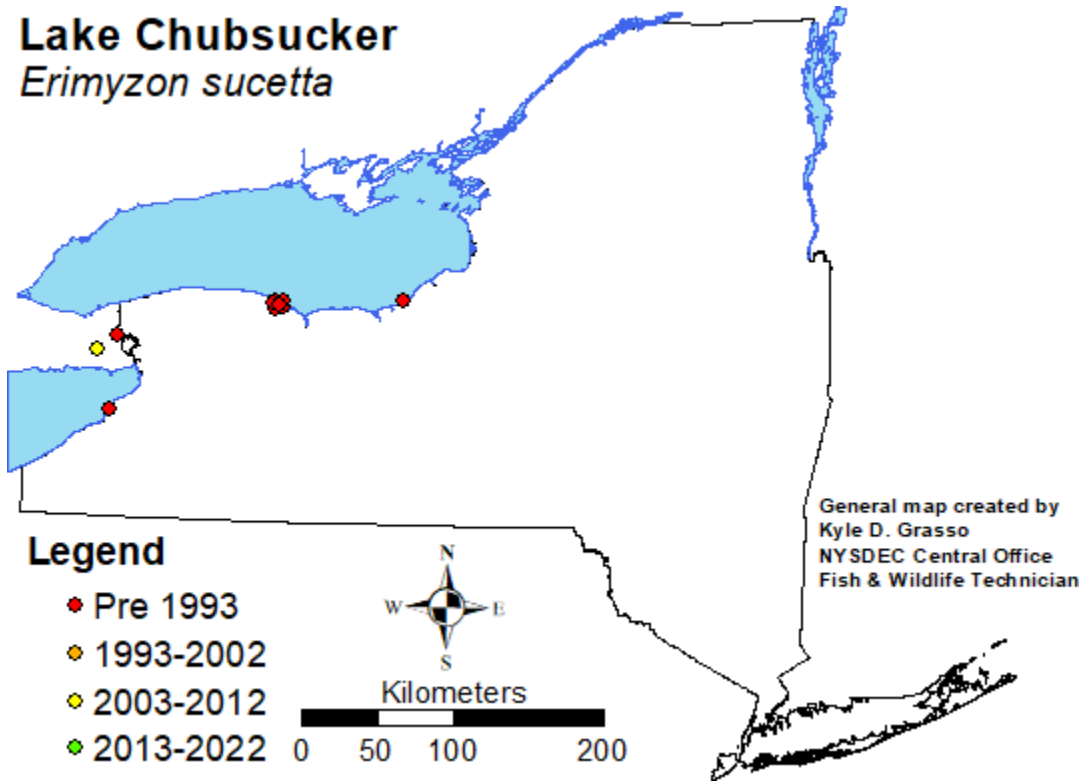 Lake Chubsucker
Erimyzon sucetta
General map created by
Kyle D. Grasso
NYSDEC Central Office
Fish & Wildlife Technician
Legend
Pre 1993
1993-2002
2003-2012
2013-2022
N
W E
S
Kilometers
0 50 100 200